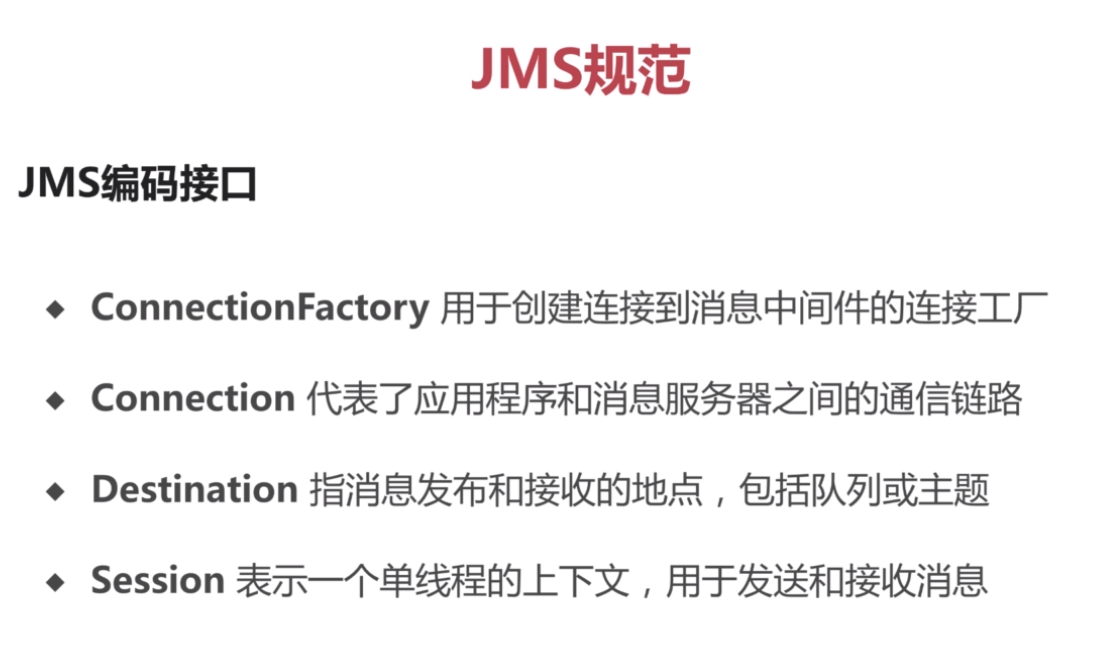 JMS规范
JMS编码接口
◆ ConnectionFactory 用于创建连接到消息中间件的连接工厂
◆ Connection 代表了应用程序和消息服务器之间的通信链路
◆ Destination 指消息发布和接收的地点，包括队列或主题
◆ Session 表示一个单线程的上下文，用于发送和接收消息